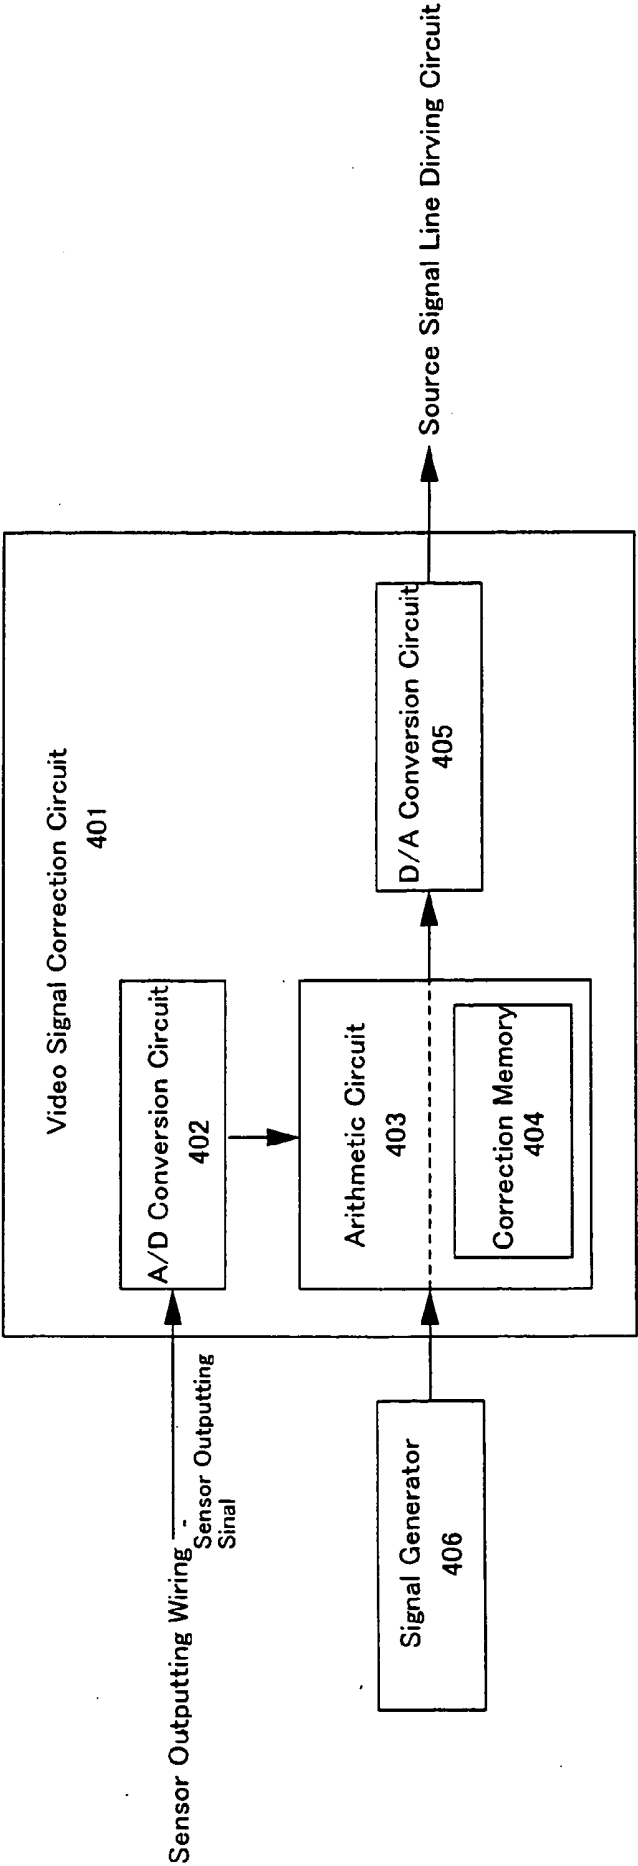 Video Signal Correction Circuit
401
Sensor Outputting Wiring
Sensor Outputting
Sinal
A/D Conversion Circuit
402
Arithmetic Circuit
403
Correction Memory
404
D/A Conversion Circuit
405
Source Signal Line Dirving Circuit
Signal Generator
406